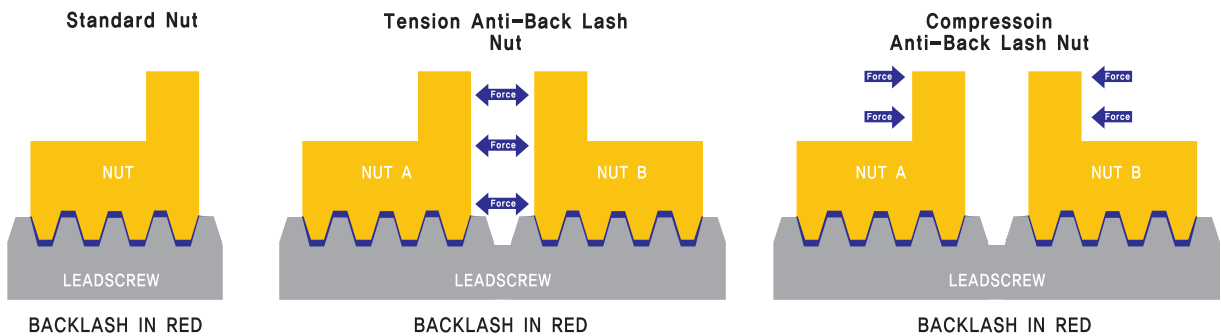 Standard Nut
NUT
LEADSCREW
BACKLASH IN RED
Tension Anti-Back Lash
Nut
Force
Force
Force
NUT A
NUT B
LEADSCREW
BACKLASH IN RED
Compressoin
Anti-Back Lash Nut
Force
Force
Force
Force
NUT A
NUT B
LEADSCREW
BACKLASH IN RED